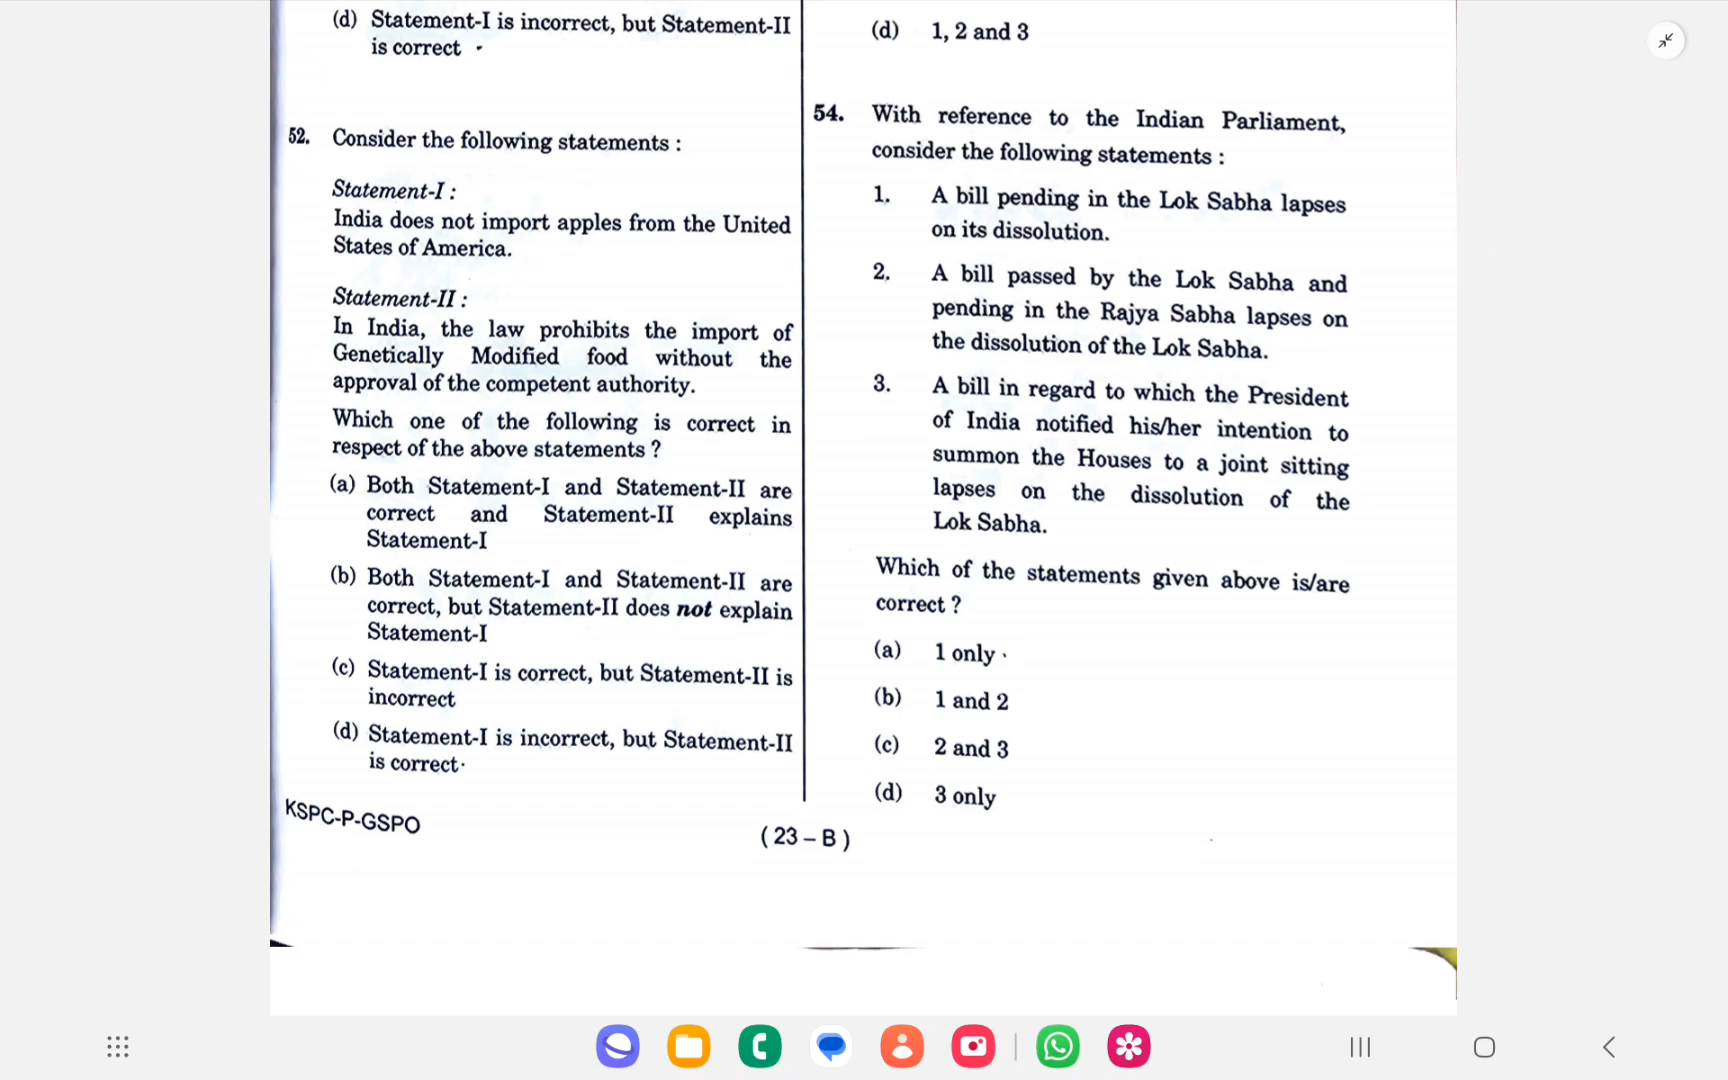 (d) Statement-I is incorrect, but Statement-II
is correct
52. Consider the following statements :
Statement-I :
India does not import apples from the United
States of America.
Statement-II :
In India, the law prohibits the import of
Genetically Modified food without the
approval of the competent authority.
Which one of the following is correct in
respect of the above statements ?
(a) Both Statement-I and Statement-II are
correct and Statement-II explains
Statement-I
(b) Both Statement-I and Statement-II are
correct, but Statement-II does not explain
Statement-I
(c) Statement-I is correct, but Statement-II is
incorrect
(d) Statement-I is incorrect, but Statement-II
is correct
(d) 1, 2 and 3
54. With reference to the Indian Parliament,
consider the following statements :
1. A bill pending in the Lok Sabha lapses
on its dissolution.
2. A bill passed by the Lok Sabha and
pending in the Rajya Sabha lapses on
the dissolution of the Lok Sabha.
3. A bill in regard to which the President
of India notified his/her intention to
summon the Houses to a joint sitting
lapses on the dissolution of the
Lok Sabha.
Which of the statements given above is/are
correct ?
(a) 1 only
(b) 1 and 2
(c) 2 and 3
(d) 3 only
KSPC-P-GSPO
( 23 – B )